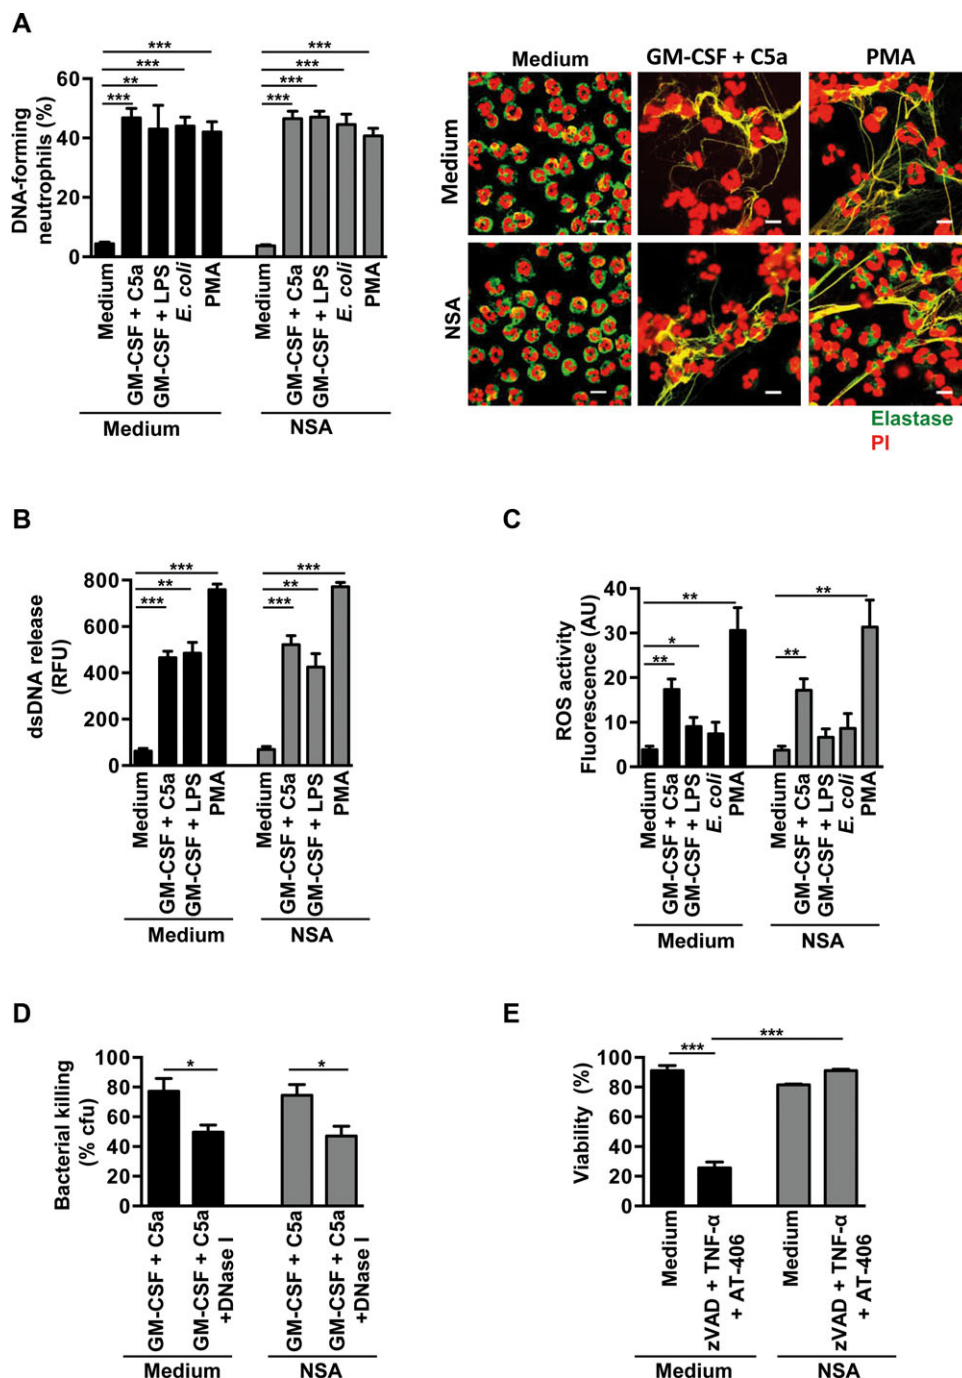 A
DNA-forming
neutrophils (%)
60
40
20
0
***
***
**
***
***
***
***
***
Medium
GM-CSF + C5a
GM-CSF + LPS
E. coli
PMA
Medium
GM-CSF + C5a
GM-CSF + LPS
E. coli
PMA
Medium
NSA
Medium
GM-CSF + C5a
PMA
Medium
NSA
Elastase
PI
B
dsDNA release
(RFU)
800
600
400
200
0
***
**
***
***
**
***
Medium
GM-CSF + C5a
GM-CSF + LPS
PMA
Medium
GM-CSF + C5a
GM-CSF + LPS
PMA
Medium
NSA
C
ROS activity
Fluorescence (AU)
40
30
20
10
0
**
*
**
**
**
Medium
GM-CSF + C5a
GM-CSF + LPS
E. coli
PMA
Medium
GM-CSF + C5a
GM-CSF + LPS
E. coli
PMA
Medium
NSA
D
Bacterial killing
(% cfu)
100
80
60
40
20
0
*
*
GM-CSF + C5a
GM-CSF + C5a
+DNase I
GM-CSF + C5a
GM-CSF + C5a
+DNase I
Medium
NSA
E
Viability (%)
100
80
60
40
20
0
***
***
Medium
zVAD + TNF-α
+ AT-406
Medium
zVAD + TNF-α
+ AT-406
Medium
NSA